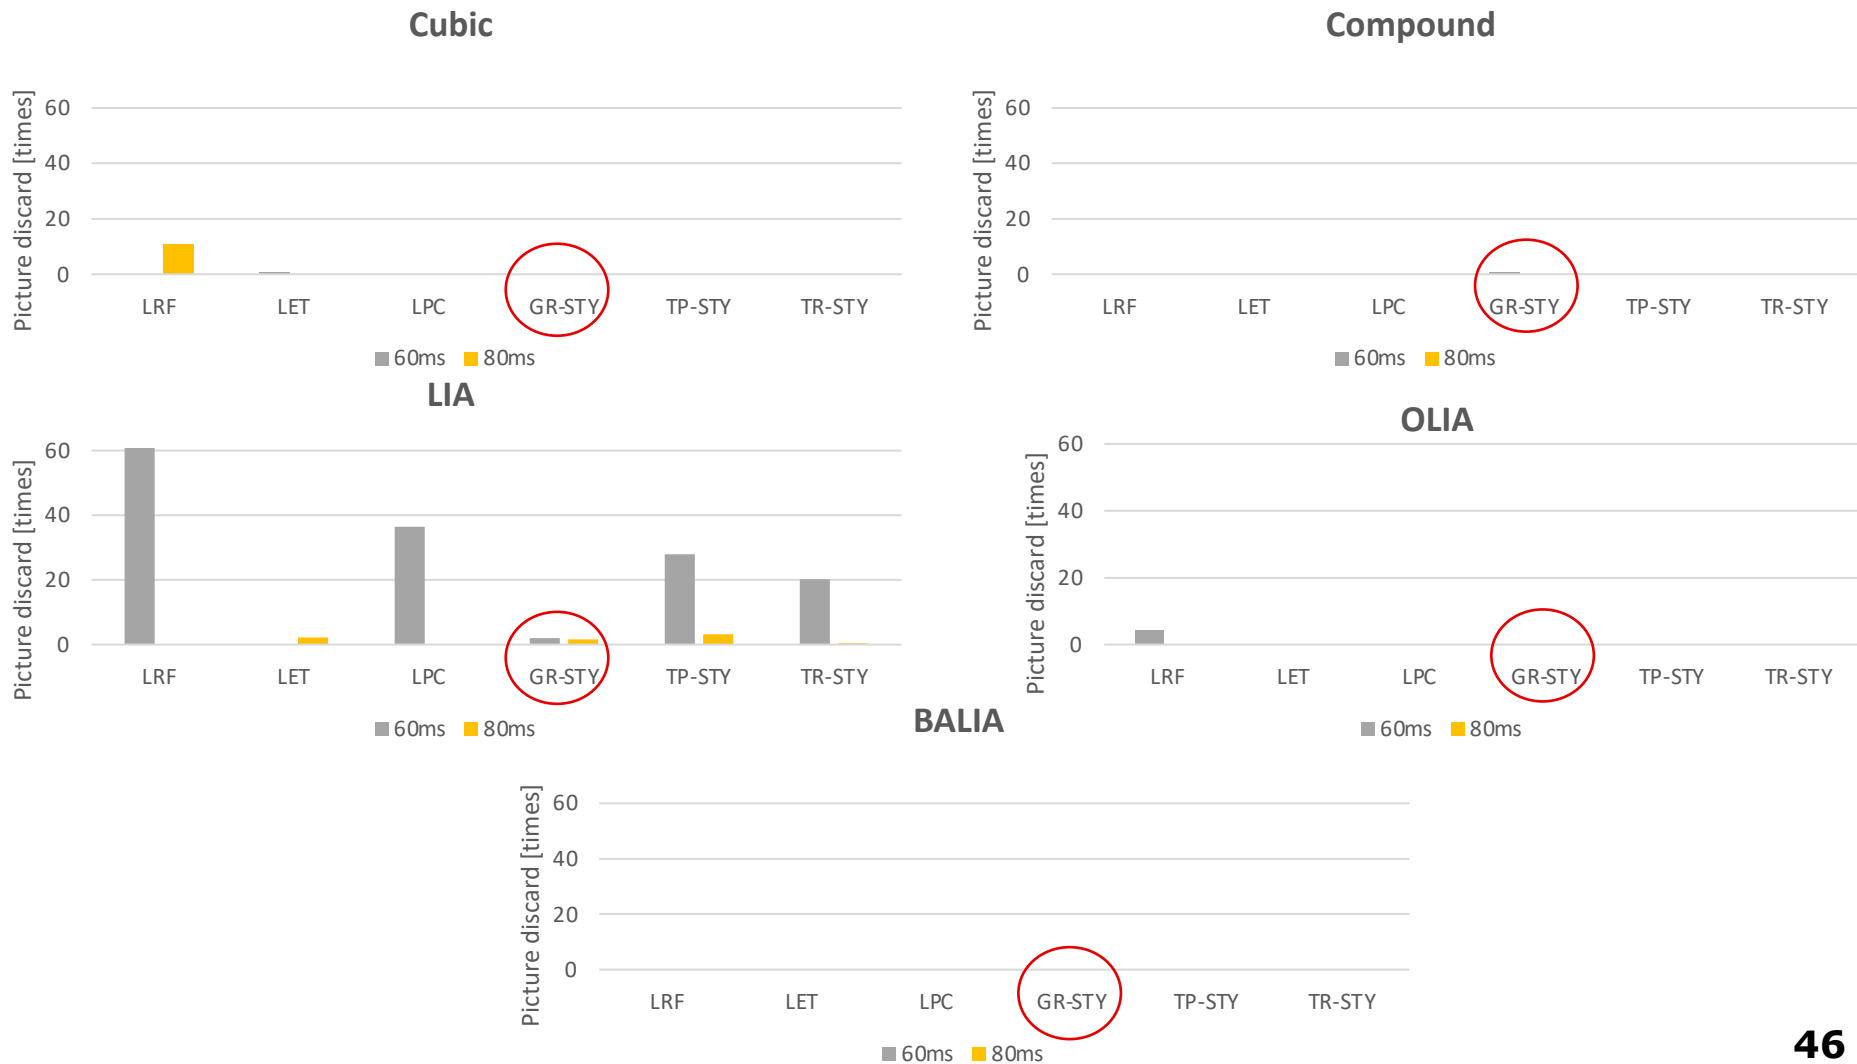 Cubic
Picture discard [times]
60
40
20
0
LRF LET LPC GR-STY TP-STY TR-STY
60ms 80ms
Compound
Picture discard [times]
60
40
20
0
LRF LET LPC GR-STY TP-STY TR-STY
60ms 80ms
LIA
Picture discard [times]
60
40
20
0
LRF LET LPC GR-STY TP-STY TR-STY
60ms 80ms
OLIA
Picture discard [times]
60
40
20
0
LRF LET LPC GR-STY TP-STY TR-STY
60ms 80ms
BALIA
Picture discard [times]
60
40
20
0
LRF LET LPC GR-STY TP-STY TR-STY
60ms 80ms
46